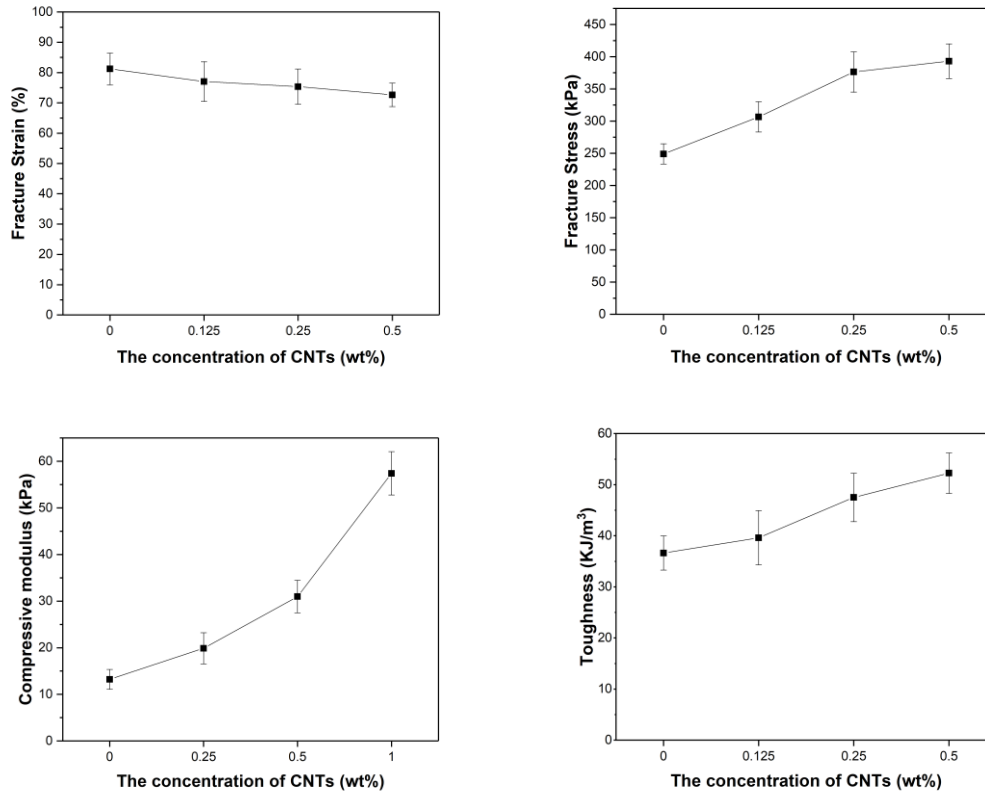 Fracture Strain (%)
100
90
80
70
60
50
40
30
20
10
0
0 0.125 0.25 0.5
The concentration of CNTs (wt%)
Fracture Stress (kPa)
450
400
350
300
250
200
150
100
50
0
0 0.125 0.25 0.5
The concentration of CNTs (wt%)
Compressive modulus (kPa)
60
50
40
30
20
10
0
0 0.25 0.5 1
The concentration of CNTs (wt%)
Toughness (KJ/m³)
60
50
40
30
20
10
0
0 0.125 0.25 0.5
The concentration of CNTs (wt%)